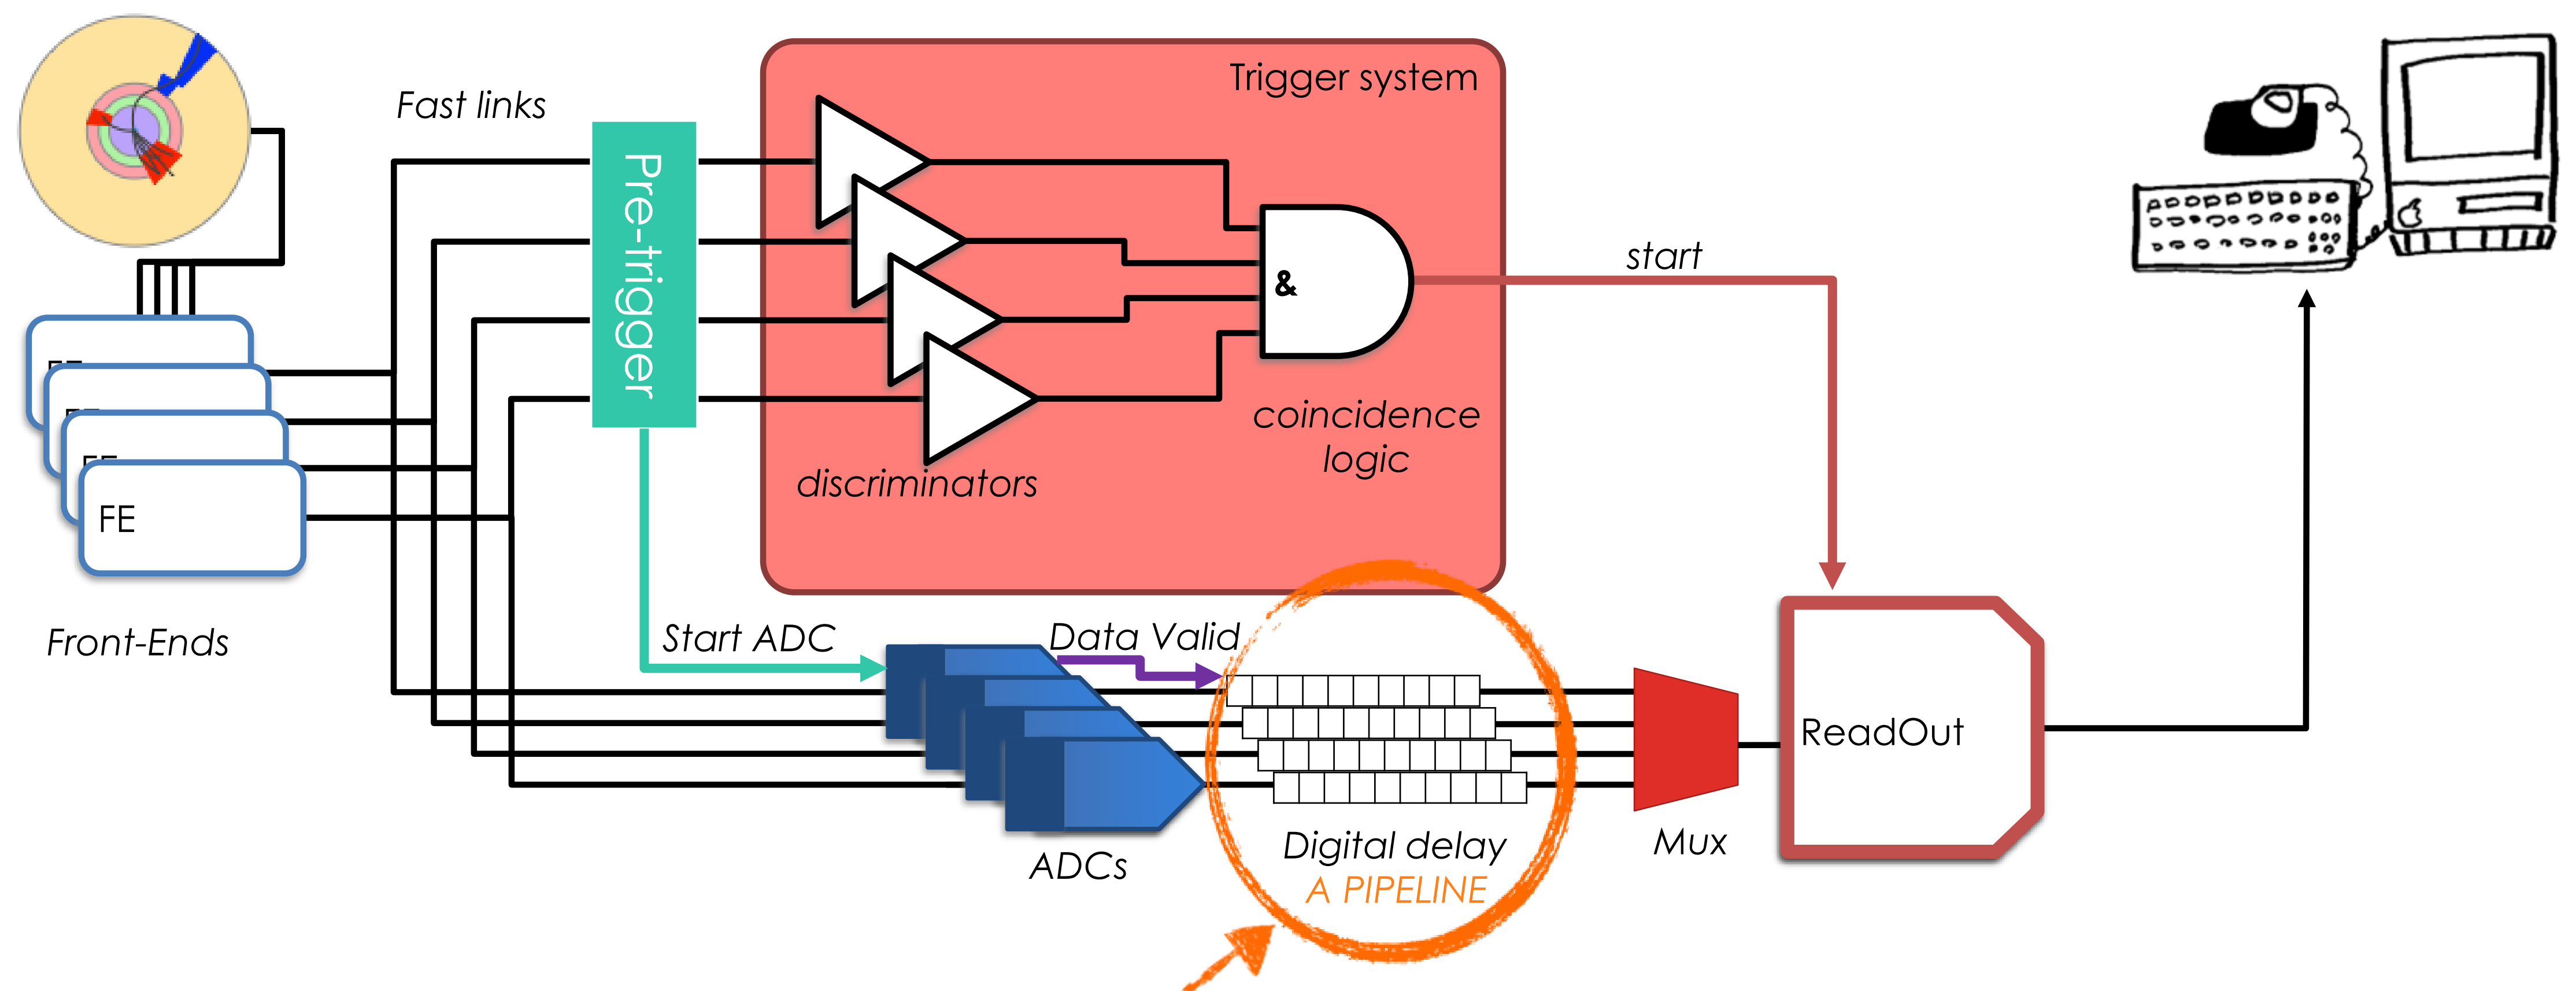 Fast links
Trigger system
Pre-trigger
&
start
coincidence
logic
discriminators
FE
Front-Ends
Start ADC
Data Valid
ReadOut
Digital delay
A PIPELINE
Mux
ADCs